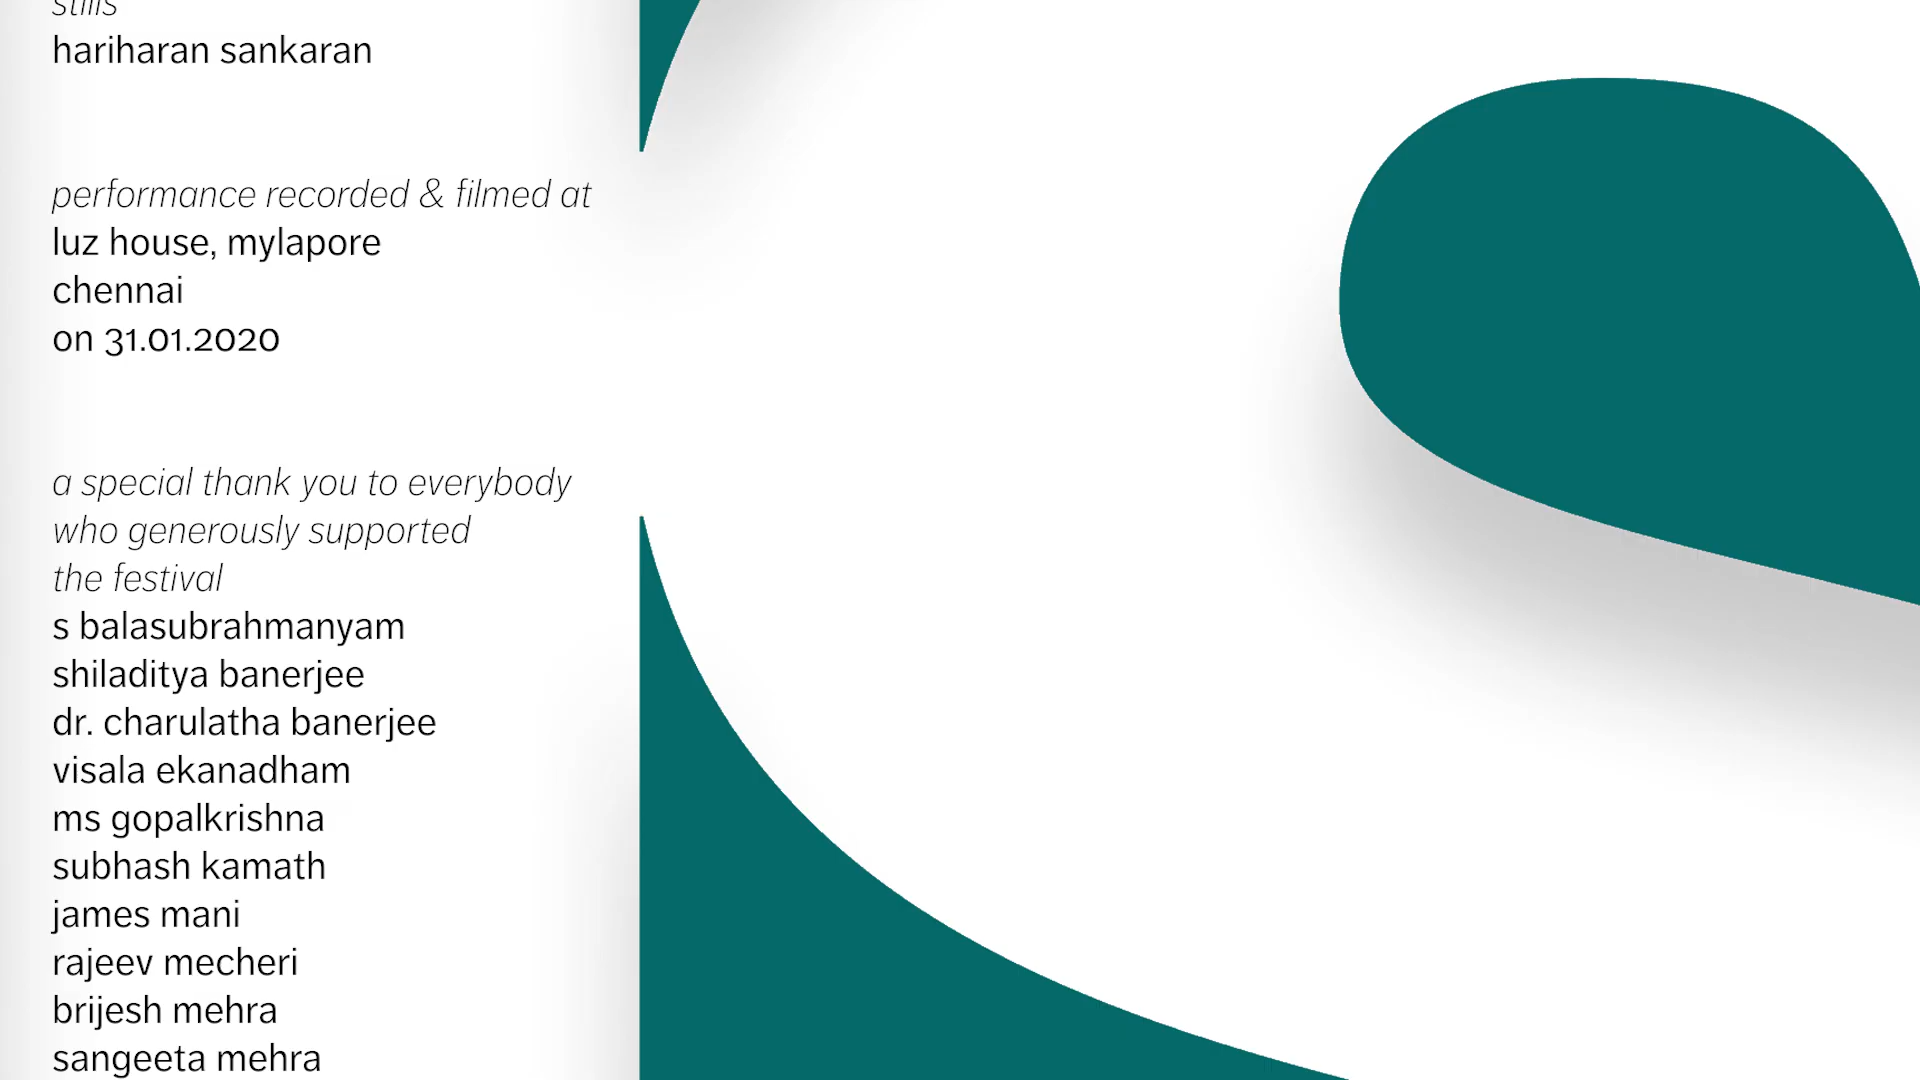 stills
hariharan sankaran
performance recorded & filmed at
luz house, mylapore
chennai
on 31.01.2020
a special thank you to everybody
who generously supported
the festival
s balasubrahmanyam
shiladitya banerjee
dr. charulatha banerjee
visala ekanadham
ms gopalkrishna
subhash kamath
james mani
rajeev mecheri
brijesh mehra
sangeeta mehra